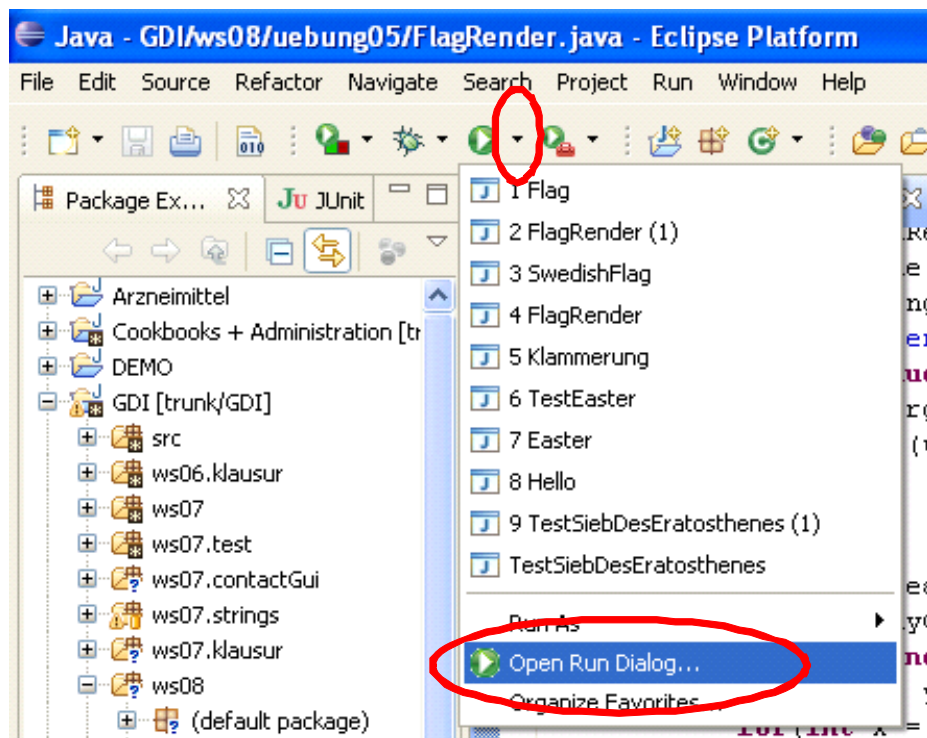 Java - GDI/ws08/uebung05/FlagRender.java - Eclipse Platform
File Edit Source Refactor Navigate Search Project Run Window Help
010
Package Ex... Ju JUnit
Arzneimittel
Cookbooks + Administration [tr
DEMO
GDI [trunk/GDI]
src
ws06.klausur
ws07
ws07.test
ws07.contactGui
ws07.strings
ws07.klausur
ws08
(default package)
1 Flag
2 FlagRender (1)
3 SwedishFlag
4 FlagRender
5 Klammerung
6 TestEaster
7 Easter
8 Hello
9 TestSiebDesEratosthenes (1)
TestSiebDesEratosthenes
Run As
Open Run Dialog...
Organize Favorites...
for(int x =